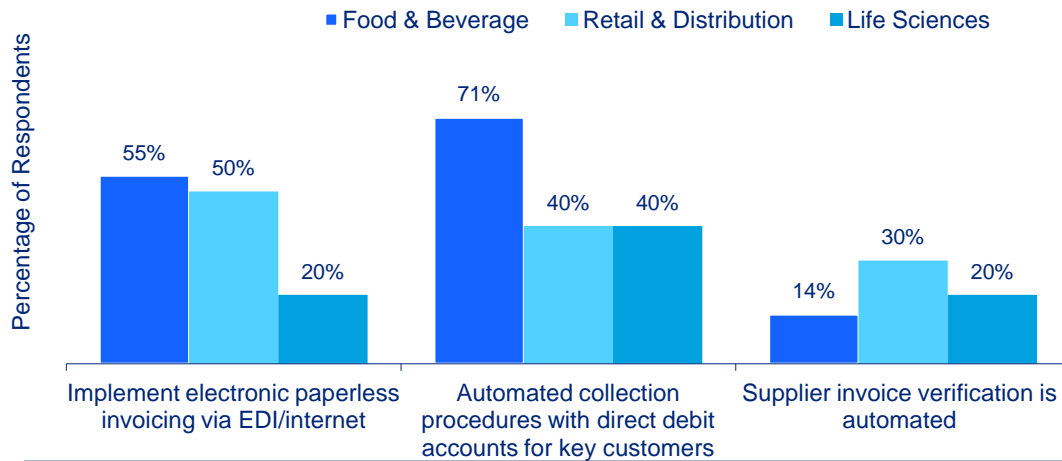 Food & Beverage Retail & Distribution Life Sciences
Percentage of Respondents
55%
50%
20%
71%
40%
40%
14%
30%
20%
Implement electronic paperless
invoicing via EDI/internet
Automated collection
procedures with direct debit
accounts for key customers
Supplier invoice verification is
automated